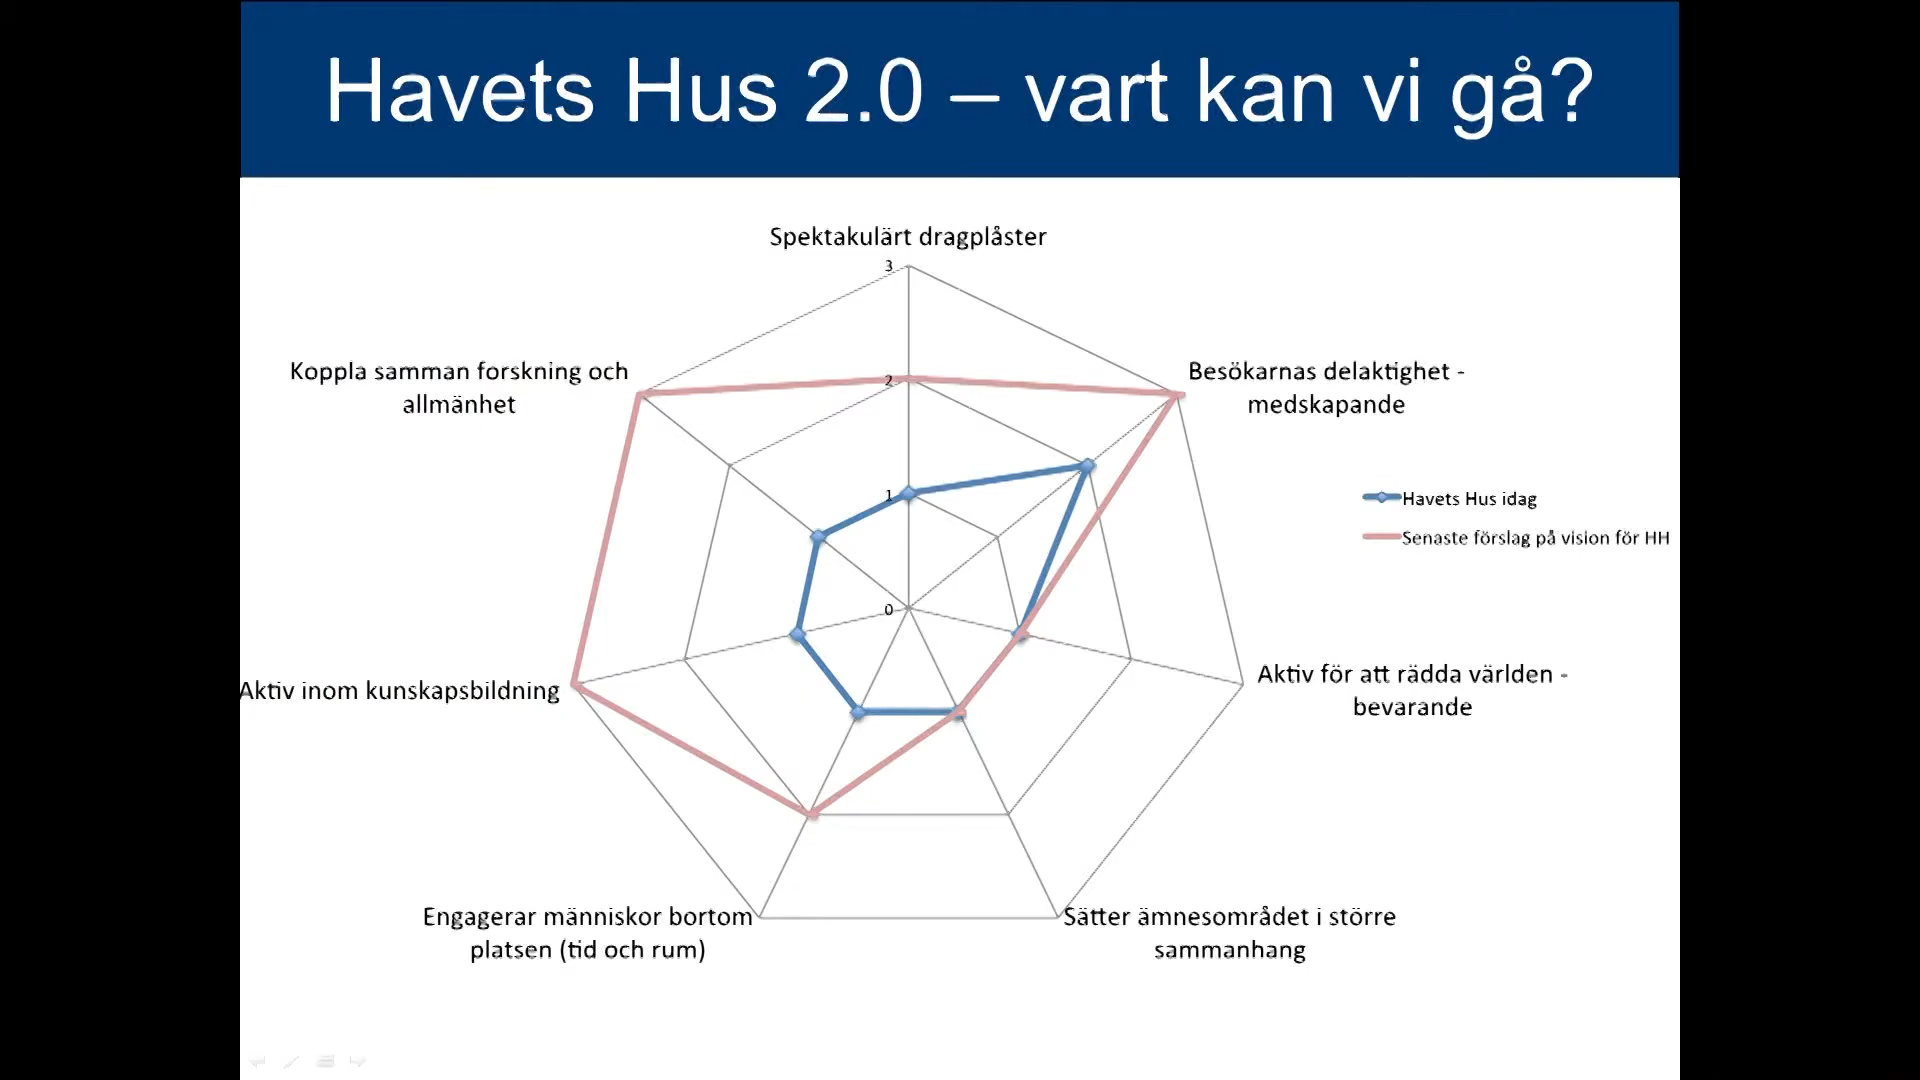 Havets Hus 2.0 – vart kan vi gå?
Spektakulärt dragplåster
3
Koppla samman forskning och
allmänhet
2
Besökarnas delaktighet -
medskapande
1
Havets Hus idag
Senaste förslag på vision för HH
0
Aktiv inom kunskapsbildning
Aktiv för att rädda världen -
bevarande
Engagerar människor bortom
platsen (tid och rum)
Sätter ämnesområdet i större
sammanhang